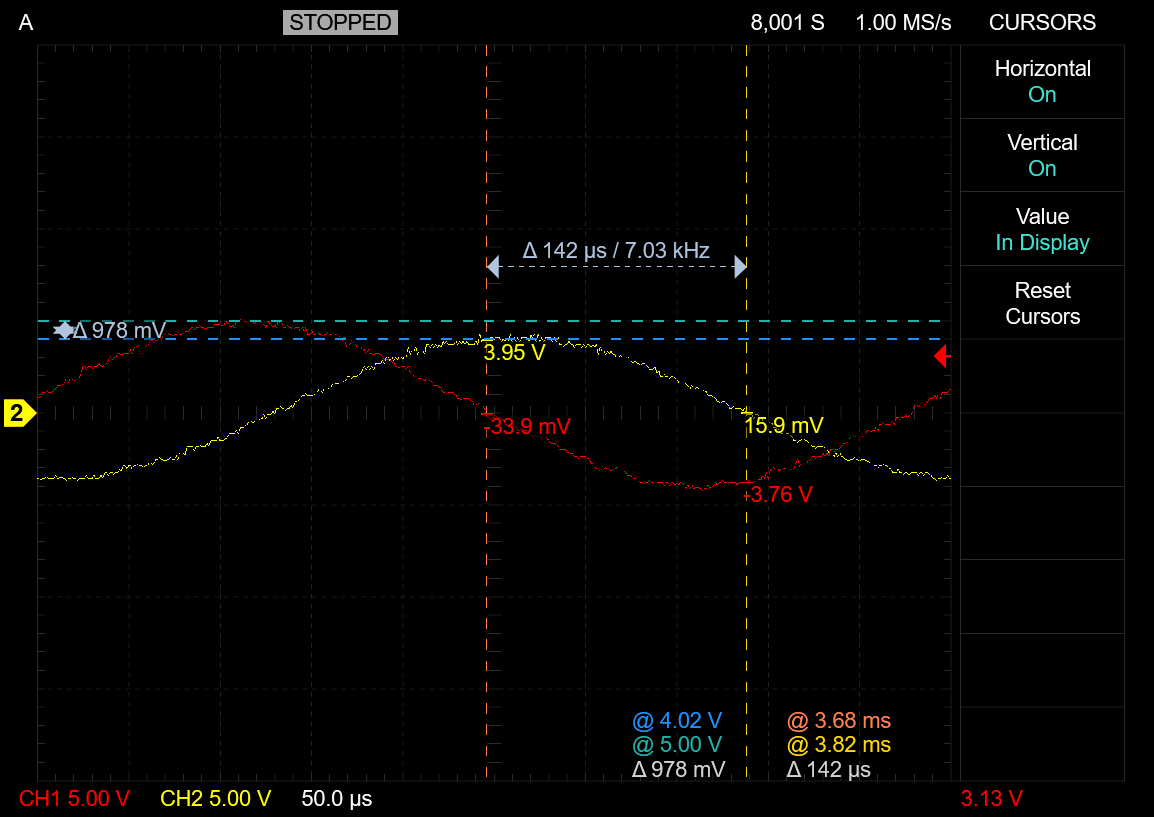 A STOPPED 8,001 S 1.00 MS/s CURSORS
Horizontal
On
Vertical
On
Value
In Display
Reset
Cursors
Δ 142 µs / 7.03 kHz
Δ 978 mV
3.95 V
2
-33.9 mV
15.9 mV
-3.76 V
@ 4.02 V @ 3.68 ms
@ 5.00 V @ 3.82 ms
Δ 978 mV Δ 142 µs
CH1 5.00 V CH2 5.00 V 50.0 µs 3.13 V